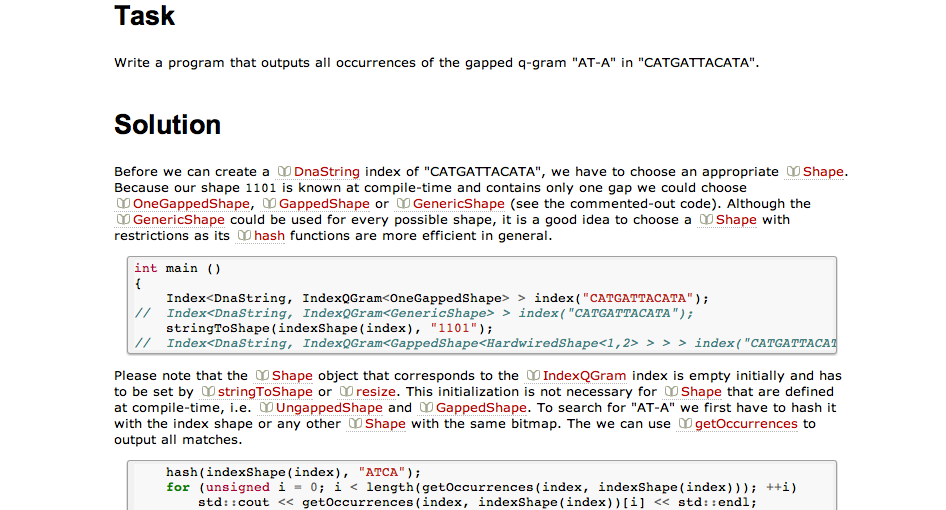 Task
Write a program that outputs all occurrences of the gapped q-gram "AT-A" in "CATGATTACATA".
Solution
Before we can create a DnaString index of "CATGATTACATA", we have to choose an appropriate Shape.
Because our shape 1101 is known at compile-time and contains only one gap we could choose
OneGappedShape, GappedShape or GenericShape (see the commented-out code). Although the
GenericShape could be used for every possible shape, it is a good idea to choose a Shape with
restrictions as its hash functions are more efficient in general.
int main ()
{
    Index<DnaString, IndexQGram<OneGappedShape> > index("CATGATTACATA");
//  Index<DnaString, IndexQGram<GenericShape> > index("CATGATTACATA");
    stringToShape(indexShape(index), "1101");
//  Index<DnaString, IndexQGram<GappedShape<HardwiredShape<1,2> > > > index("CATGATTACAT
Please note that the Shape object that corresponds to the IndexQGram index is empty initially and has
to be set by stringToShape or resize. This initialization is not necessary for Shape that are defined
at compile-time, i.e. UngappedShape and GappedShape. To search for "AT-A" we first have to hash it
with the index shape or any other Shape with the same bitmap. The we can use getOccurrences to
output all matches.
    hash(indexShape(index), "ATCA");
    for (unsigned i = 0; i < length(getOccurrences(index, indexShape(index))); ++i)
        std::cout << getOccurrences(index, indexShape(index))[i] << std::endl;